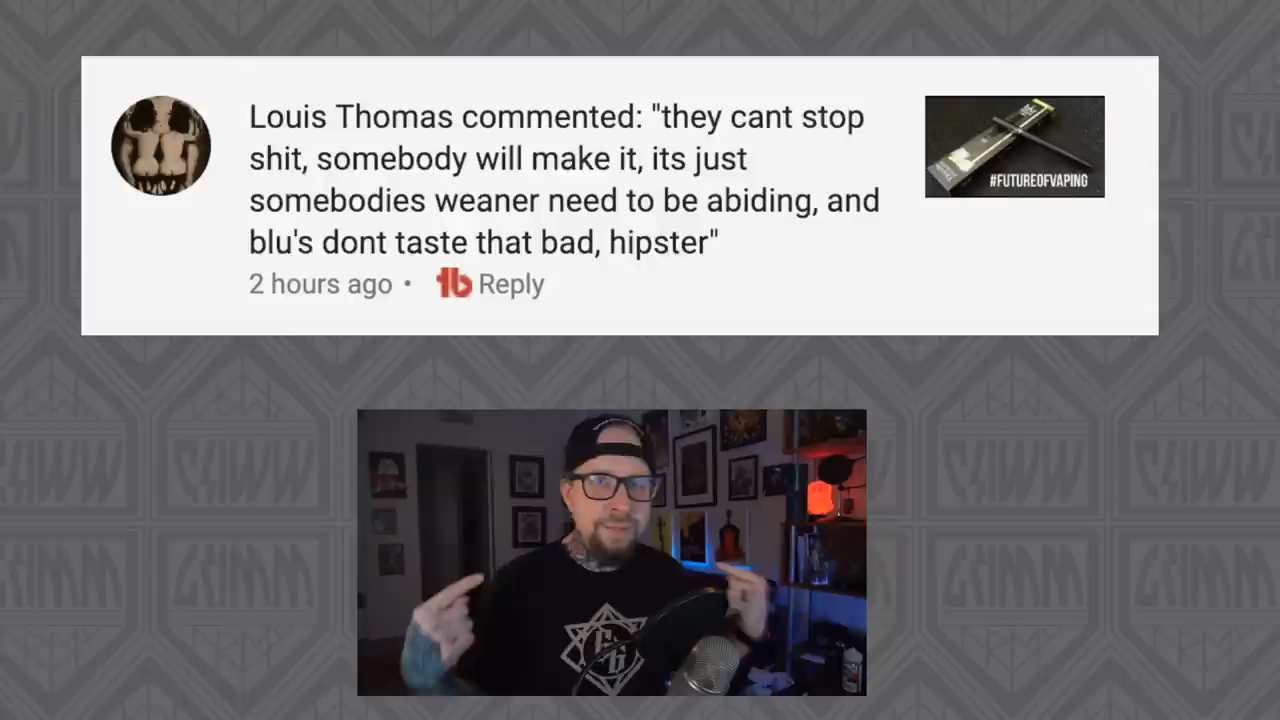 Louis Thomas commented: "they cant stop
shit, somebody will make it, its just
somebodies weaner need to be abiding, and
blu's dont taste that bad, hipster"
2 hours ago • Reply
#FUTUREOFVAPING